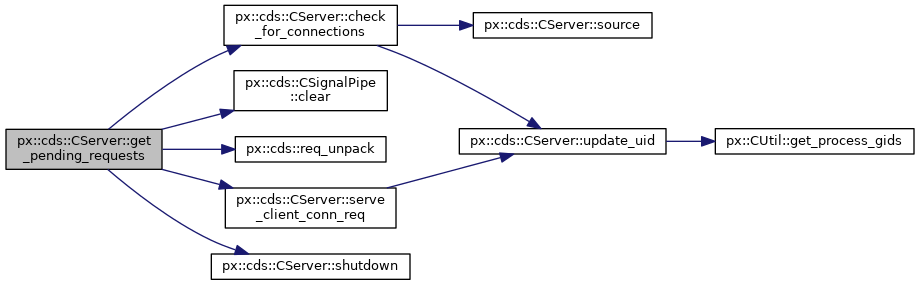 px::cds::CServer::get
_pending_requests
px::cds::CServer::check
_for_connections
px::cds::CSignalPipe
::clear
px::cds::req_unpack
px::cds::CServer::serve
_client_conn_req
px::cds::CServer::shutdown
px::cds::CServer::source
px::cds::CServer::update_uid
px::CUtil::get_process_gids